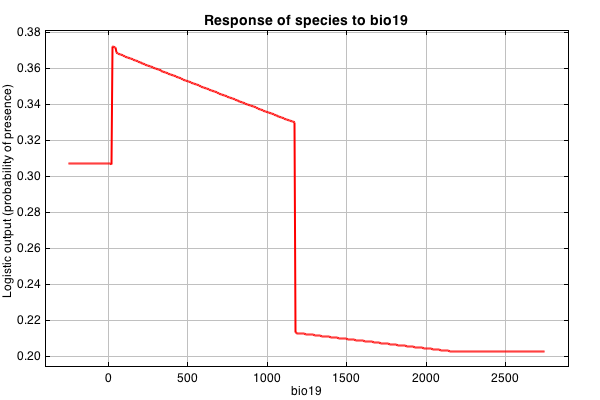 Response of species to bio19
Logistic output (probability of presence)
0.38
0.36
0.34
0.32
0.30
0.28
0.26
0.24
0.22
0.20
0 500 1000 1500 2000 2500
bio19